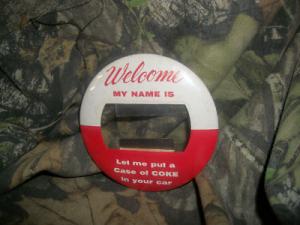 Welcome
MY NAME IS
Let me put a
Case of COKE
in your car